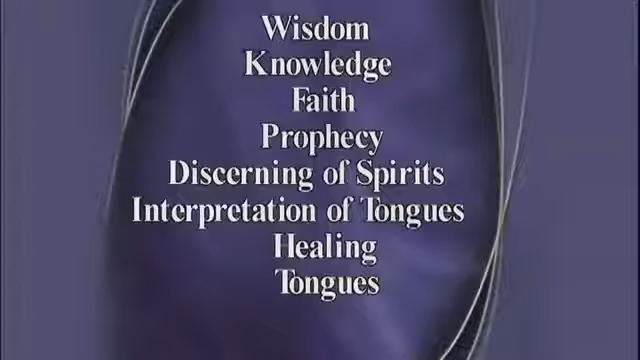 Wisdom
Knowledge
Faith
Prophecy
Discerning of Spirits
Interpretation of Tongues
Healing
Tongues